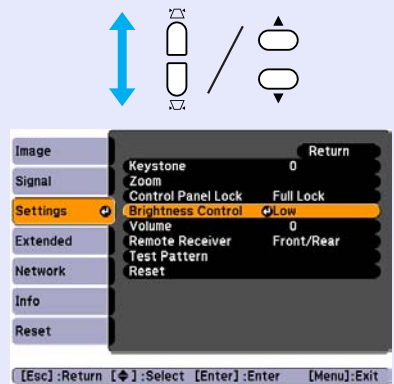 Image
Signal
Settings
Extended
Network
Info
Reset
Return
Keystone 0
Zoom
Control Panel Lock Full Lock
Brightness Control Low
Volume 0
Remote Receiver Front/Rear
Test Pattern
Reset
[Esc] :Return [◆] :Select [Enter] :Enter [Menu]:Exit